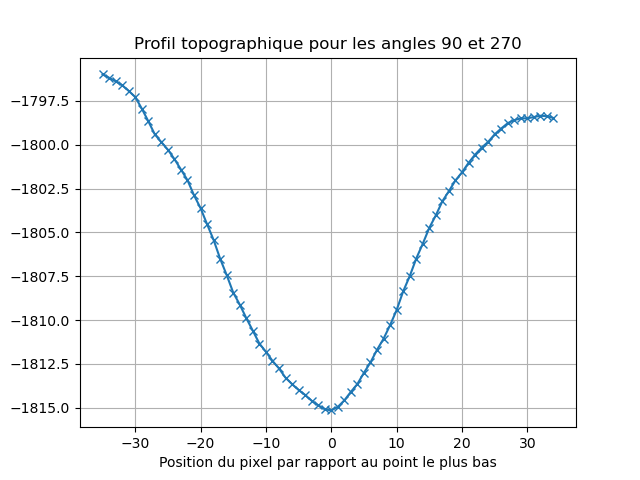 Profil topographique pour les angles 90 et 270
−1797.5
−1800.0
−1802.5
−1805.0
−1807.5
−1810.0
−1812.5
−1815.0
−30 −20 −10 0 10 20 30
Position du pixel par rapport au point le plus bas